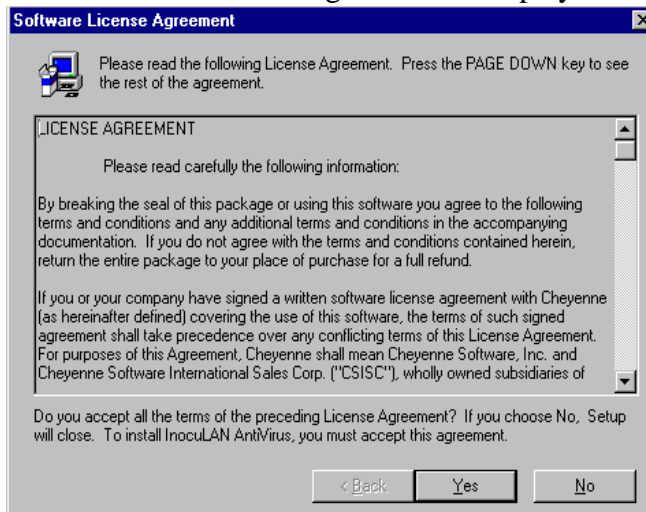 Software License Agreement
Please read the following License Agreement. Press the PAGE DOWN key to see
the rest of the agreement.
LICENSE AGREEMENT
Please read carefully the following information:
By breaking the seal of this package or using this software you agree to the following
terms and conditions and any additional terms and conditions in the accompanying
documentation. If you do not agree with the terms and conditions contained herein,
return the entire package to your place of purchase for a full refund.
If you or your company have signed a written software license agreement with Cheyenne
(as hereinafter defined) covering the use of this software, the terms of such signed
agreement shall take precedence over any conflicting terms of this License Agreement.
For purposes of this Agreement, Cheyenne shall mean Cheyenne Software, Inc. and
Cheyenne Software International Sales Corp. ("CSISC"), wholly owned subsidiaries of
Do you accept all the terms of the preceding License Agreement? If you choose No, Setup
will close. To install InocuLAN AntiVirus, you must accept this agreement.
< Back Yes No